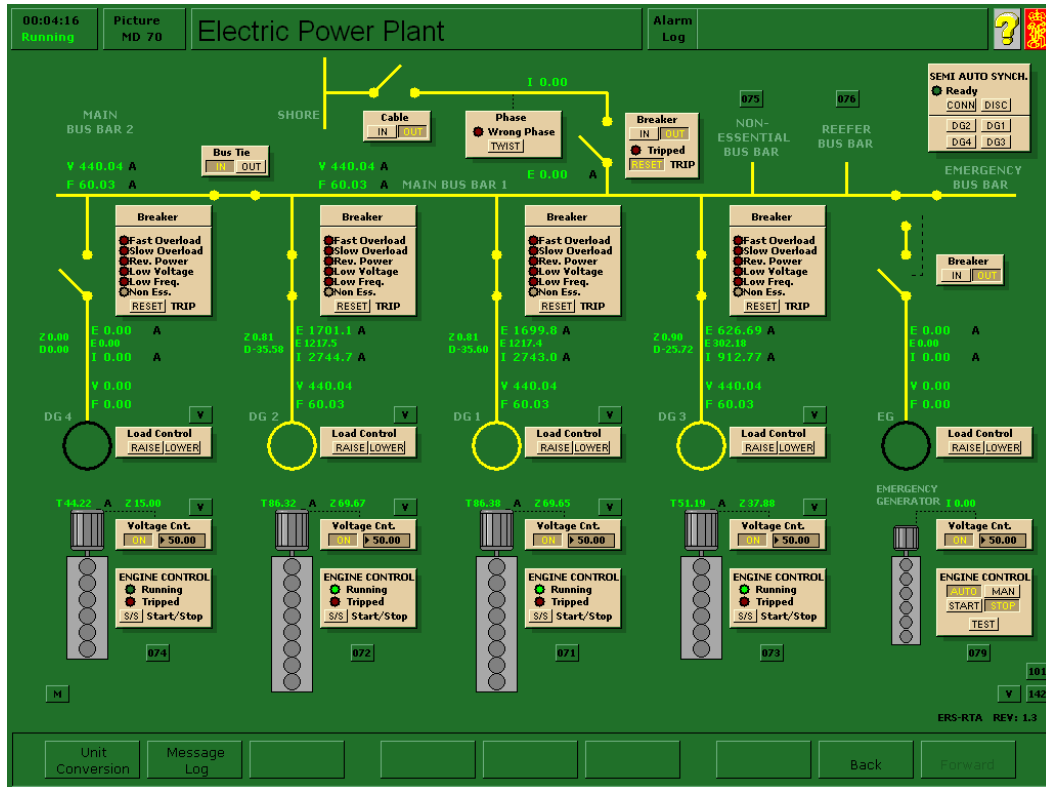 00:04:16
Running
Picture
MD 70
Electric Power Plant
Alarm
Log
?
I 0.00
SEMI AUTO SYNCH.
Ready
CONN DISC
DG2 DG1
DG4 DG3
075
076
MAIN
BUS BAR 2
SHORE
Cable
IN OUT
Phase
Wrong Phase
TWIST
Breaker
IN OUT
Tripped
RESET TRIP
NON-
ESSENTIAL
BUS BAR
REEFER
BUS BAR
Bus Tie
IN OUT
V 440.04 A
F 60.03 A
V 440.04 A
F 60.03 A
MAIN BUS BAR 1
E 0.00 A
EMERGENCY
BUS BAR
Breaker
Fast Overload
Slow Overload
Rev. Power
Low Voltage
Low Freq.
Non Ess.
RESET TRIP
Breaker
Fast Overload
Slow Overload
Rev. Power
Low Voltage
Low Freq.
Non Ess.
RESET TRIP
Breaker
Fast Overload
Slow Overload
Rev. Power
Low Voltage
Low Freq.
Non Ess.
RESET TRIP
Breaker
Fast Overload
Slow Overload
Rev. Power
Low Voltage
Low Freq.
Non Ess.
RESET TRIP
Breaker
IN OUT
Z 0.00
D 0.00
E 0.00 A
E 0.00
I 0.00 A
V 0.00
F 0.00
DG 4
V
Load Control
RAISE LOWER
Z 0.81
D-35.58
E 1701.1 A
E 1217.5
I 2744.7 A
V 440.04
F 60.03
DG 2
V
Load Control
RAISE LOWER
Z 0.81
D-35.60
E 1699.8 A
E 1217.4
I 2743.0 A
V 440.04
F 60.03
DG 1
V
Load Control
RAISE LOWER
Z 0.90
D-25.72
E 626.69 A
E 302.18
I 912.77 A
V 440.04
F 60.03
DG 3
V
Load Control
RAISE LOWER
E 0.00 A
E 0.00
I 0.00 A
V 0.00
F 0.00
EG
Load Control
RAISE LOWER
T 44.22 A Z 15.00 V
Voltage Cnt.
ON 50.00
ENGINE CONTROL
Running
Tripped
S/S Start/Stop
074
T 86.32 A Z 69.67 V
Voltage Cnt.
ON 50.00
ENGINE CONTROL
Running
Tripped
S/S Start/Stop
072
T 86.38 A Z 69.65 V
Voltage Cnt.
ON 50.00
ENGINE CONTROL
Running
Tripped
S/S Start/Stop
071
T 51.19 A Z 37.88 V
Voltage Cnt.
ON 50.00
ENGINE CONTROL
Running
Tripped
S/S Start/Stop
073
EMERGENCY
GENERATOR I 0.00
Voltage Cnt.
ON 50.00
ENGINE CONTROL
AUTO MAN
START STOP
TEST
079
101
M
V 142
ERS-RTA REV: 1.3
Unit
Conversion
Message
Log
Back
Forward